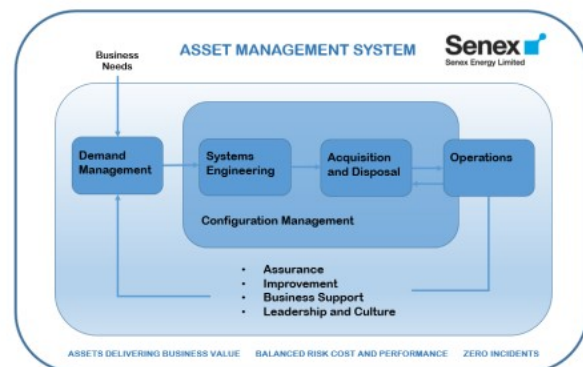 ASSET MANAGEMENT SYSTEM
Senex
Senex Energy Limited
Business
Needs
Demand
Management
Systems
Engineering
Acquisition
and Disposal
Operations
Configuration Management
• Assurance
• Improvement
• Business Support
• Leadership and Culture
ASSETS DELIVERING BUSINESS VALUE BALANCED RISK COST AND PERFORMANCE ZERO INCIDENTS